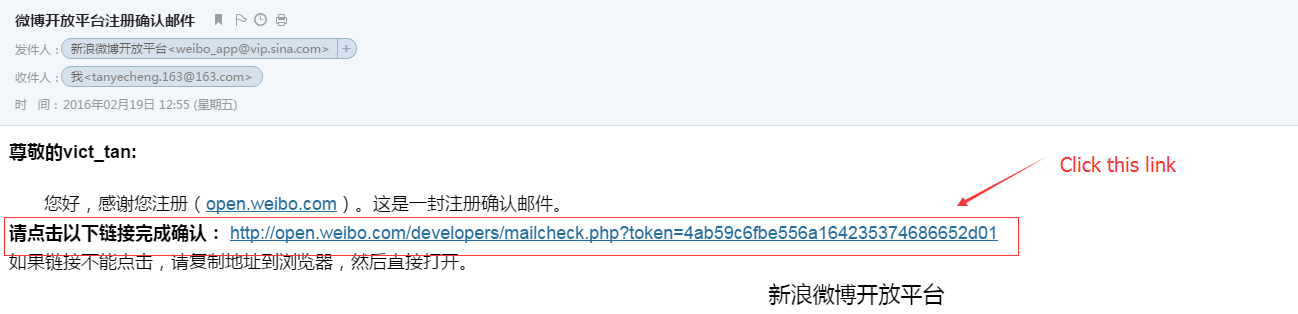 微博开放平台注册确认邮件
发件人：新浪微博开放平台<weibo_app@vip.sina.com> +
收件人：我<tanyecheng.163@163.com>
时 间：2016年02月19日 12:55 (星期五)
尊敬的vict_tan:
Click this link
您好，感谢您注册（open.weibo.com）。这是一封注册确认邮件。
请点击以下链接完成确认： http://open.weibo.com/developers/mailcheck.php?token=4ab59c6fbe556a164235374686652d01
如果链接不能点击，请复制地址到浏览器，然后直接打开。
新浪微博开放平台